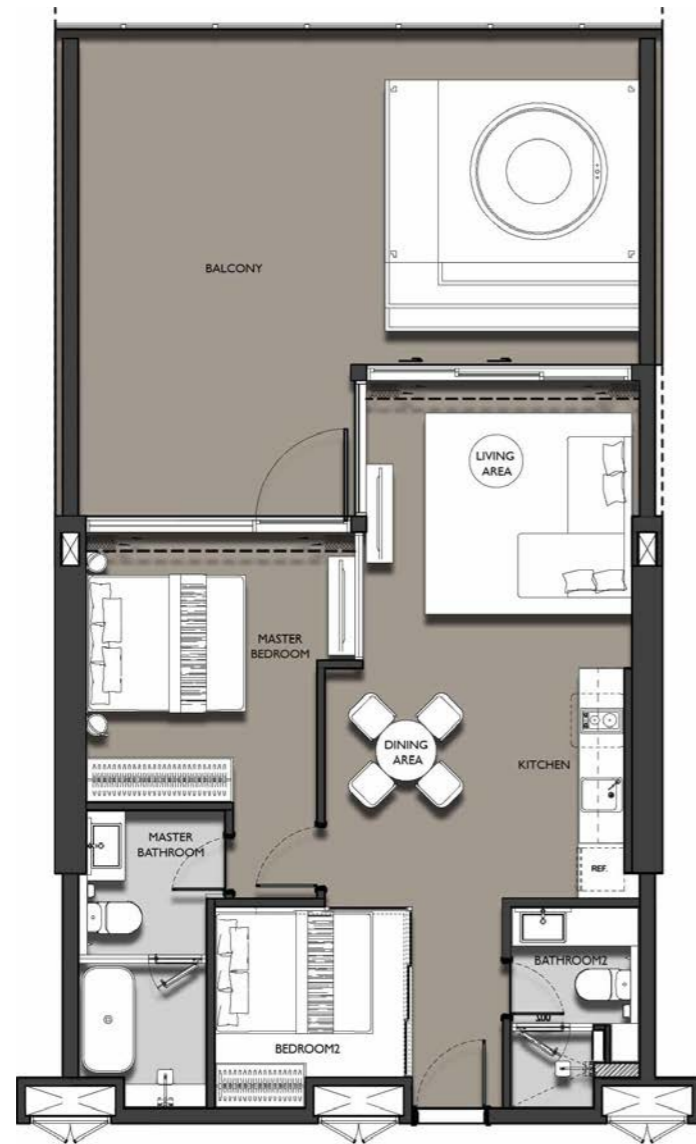 BALCONY
LIVING
AREA
MASTER
BEDROOM
DINING
AREA
KITCHEN
MASTER
BATHROOM
REF.
BATHROOM2
BEDROOM2